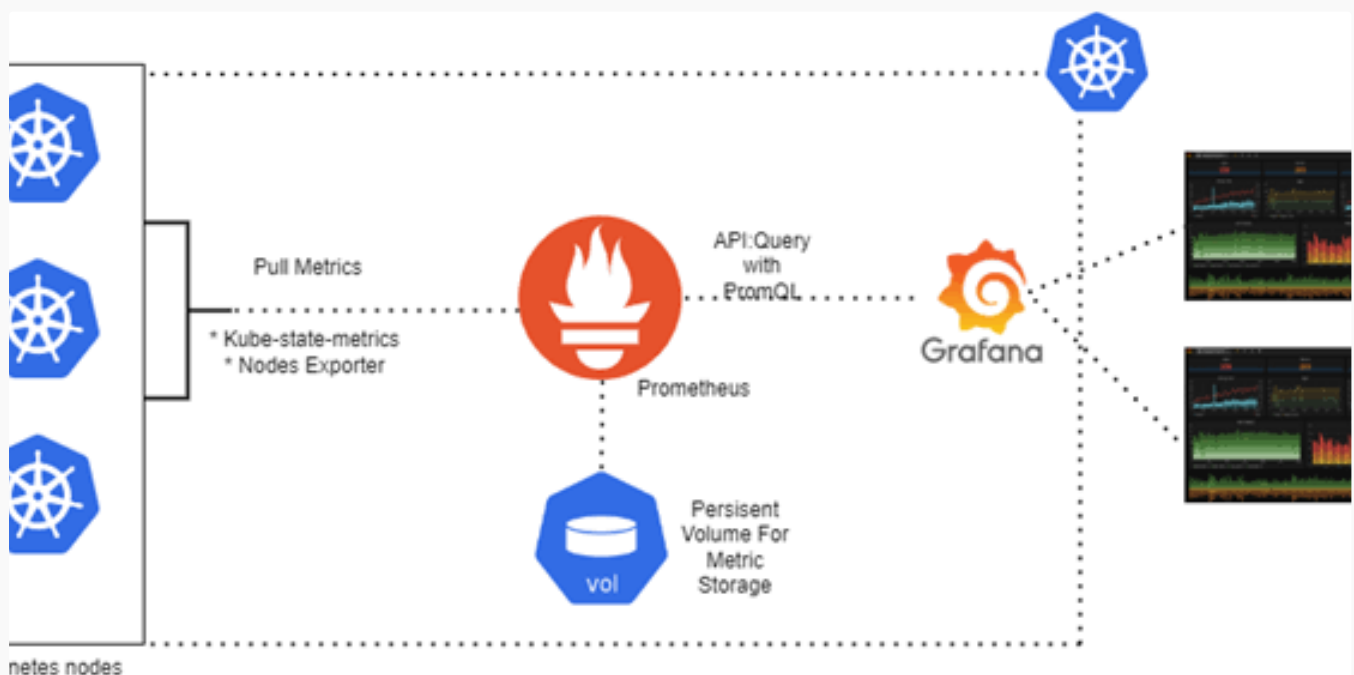 Pull Metrics
* Kube-state-metrics
* Nodes Exporter
API:Query
with
PromQL
Prometheus
Grafana
Persisent
Volume For
Metric
Storage
vol
netes nodes